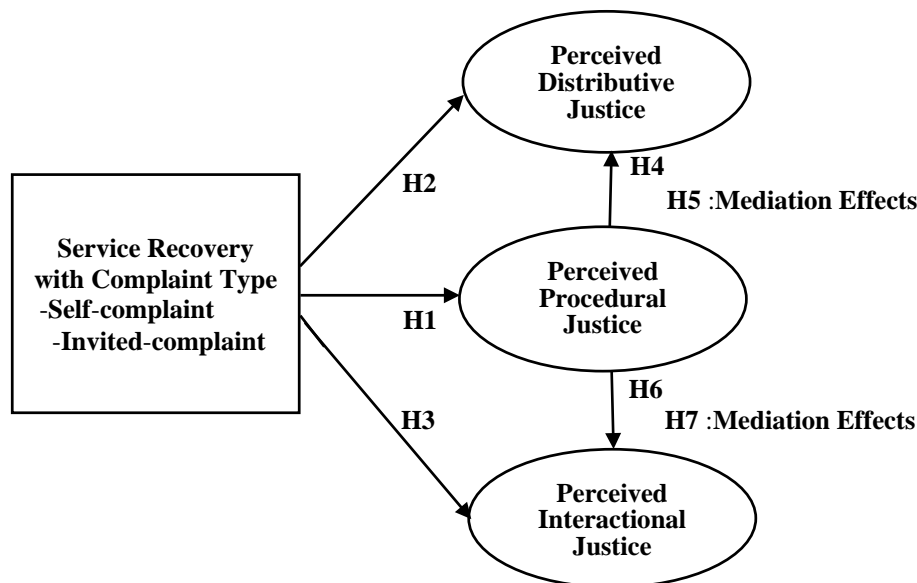 Perceived
Distributive
Justice
H4
H2
H5 :Mediation Effects
Service Recovery
with Complaint Type
-Self-complaint
-Invited-complaint
Perceived
Procedural
Justice
H1
H6
H3
H7 :Mediation Effects
Perceived
Interactional
Justice